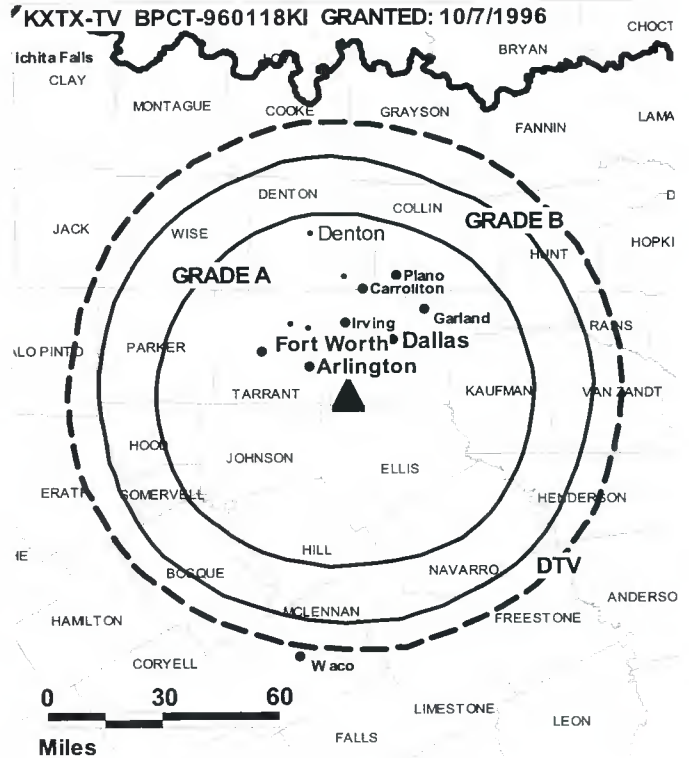 KXTX-TV BPCT-960118KI GRANTED: 10/7/1996
CHOCT
BRYAN
ichita Falls
CLAY
MONTAGUE
COOKE
GRAYSON
FANNIN
LAMA
DENTON
COLLIN
GRADE B
JACK
WISE
Denton
HUNT
HOPKI
GRADE A
Plano
Carrollton
Garland
Irving
RAINS
ALO PINTO
PARKER
Fort Worth
Dallas
Arlington
TARRANT
KAUFMAN
VAN ZANDT
HOOD
JOHNSON
ELLIS
ERATH
SOMERVELL
HENDERSON
HILL
BOSQUE
NAVARRO
DTV
MCLENNAN
ANDERSO
HAMILTON
FREESTONE
CORYELL
Waco
0 30 60
LIMESTONE
LEON
FALLS
Miles